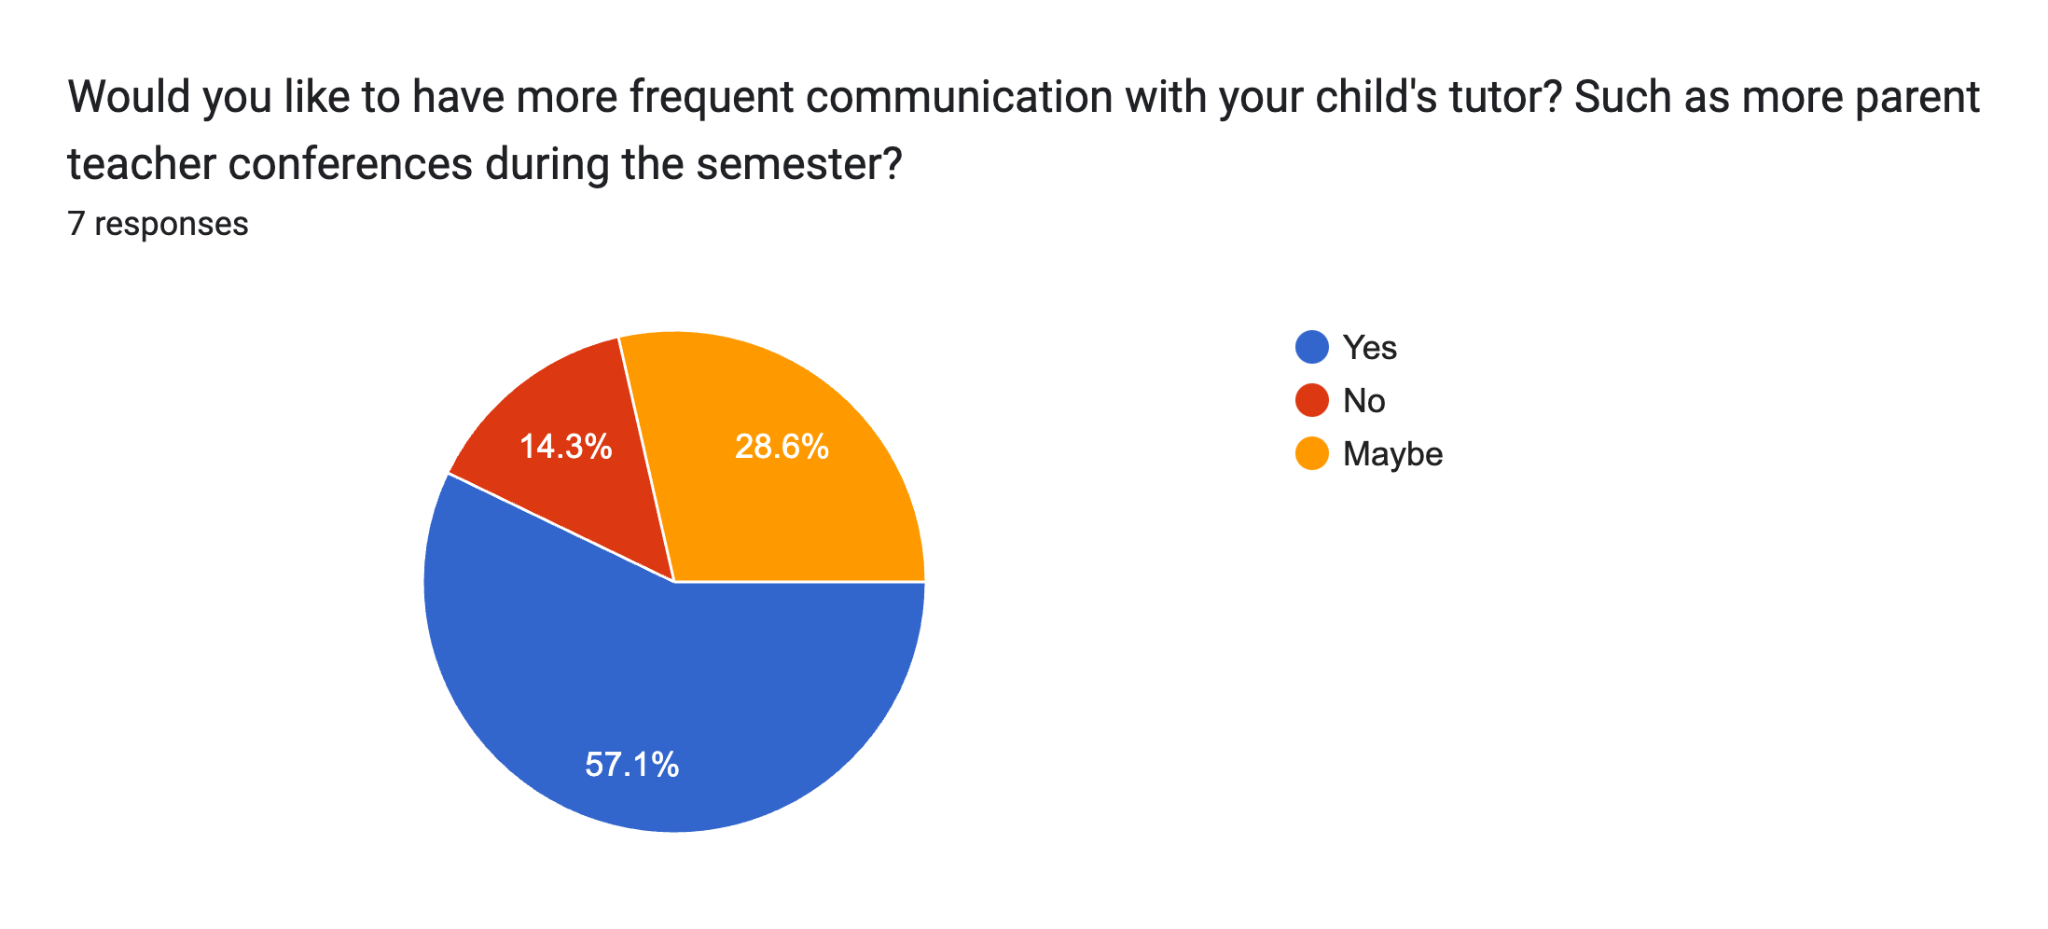 Would you like to have more frequent communication with your child's tutor? Such as more parent
teacher conferences during the semester?
7 responses
Yes
No
Maybe
14.3%
28.6%
57.1%